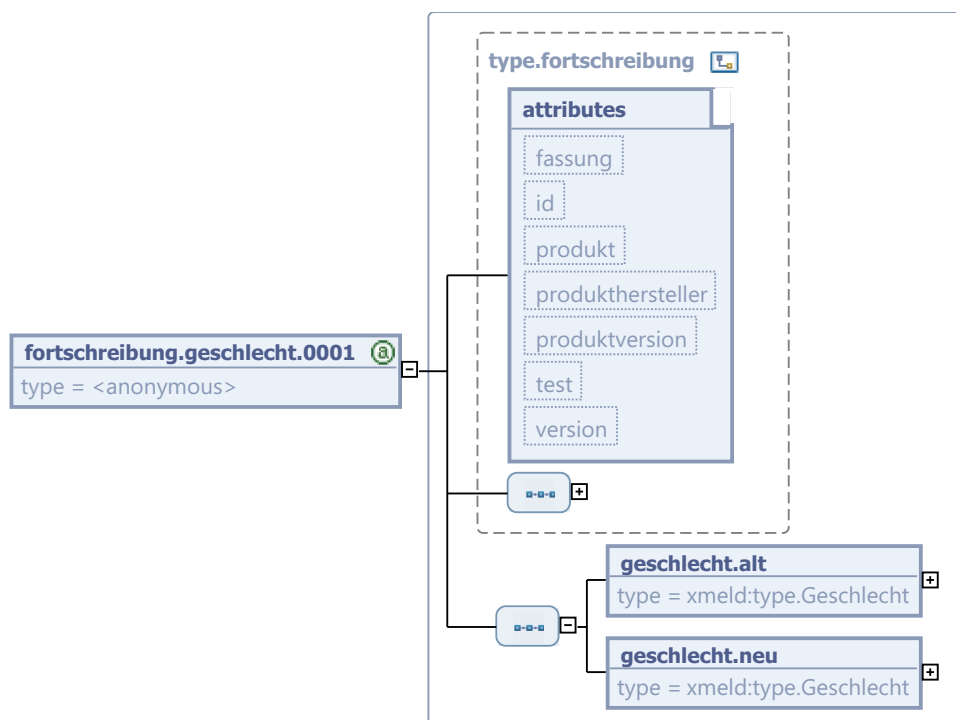 type.fortschreibung
attributes
fassung
id
produkt
produkthersteller
produktversion
test
version
fortschreibung.geschlecht.0001
type = <anonymous>
geschlecht.alt
type = xmeld:type.Geschlecht
geschlecht.neu
type = xmeld:type.Geschlecht